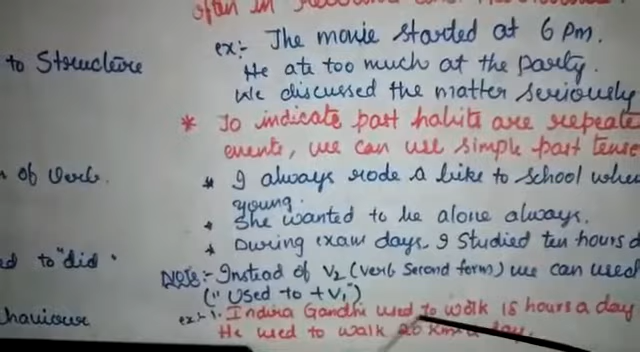 often in
ex:- The movie started at 6 pm.
to Structure
He ate too much at the party.
We discussed the matter seriously
* To indicate past habits are repeate
events, we can use simple past tense
of Verb.
* I always rode a bike to school when
young.
* She wanted to be alone always.
ed to "did"
* During exam days, I studied ten hours d
Note:- Instead of V2 (Verb second form) we can used
("Used to + V1")
haviour
ex:- 1. Indira Gandhi used to walk 15 hours a day
He used to walk 20 km a day.